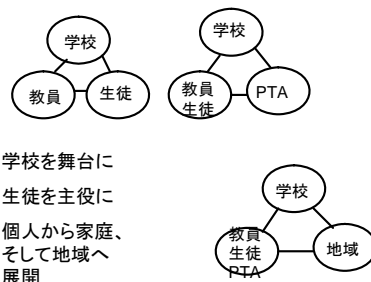 学校
教員
生徒
学校
教員
生徒
PTA
学校を舞台に
生徒を主役に
個人から家庭、
そして地域へ
展開
学校
教員
生徒
PTA
地域